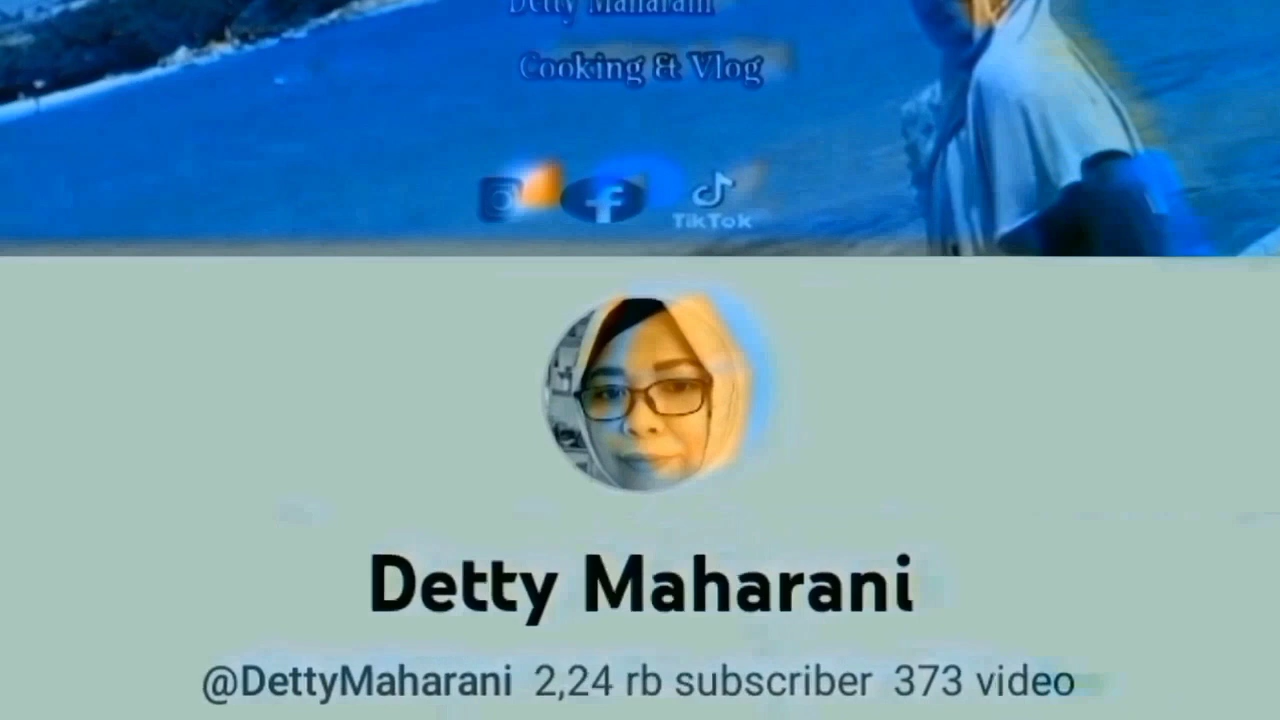 Detty Maharani
Cooking & Vlog
TikTok
Detty Maharani
@DettyMaharani 2,24 rb subscriber 373 video